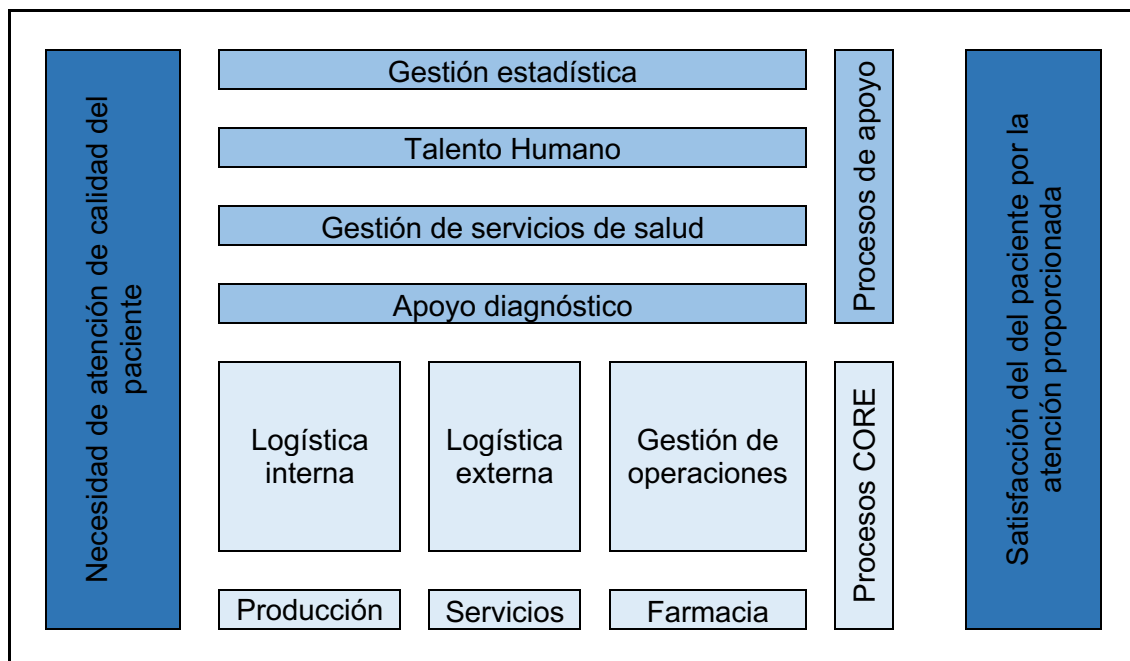 Necesidad de atención de calidad del
paciente
Gestión estadística
Talento Humano
Gestión de servicios de salud
Apoyo diagnóstico
Procesos de apoyo
Logística
interna
Logística
externa
Gestión de
operaciones
Producción
Servicios
Farmacia
Procesos CORE
Satisfacción del del paciente por la
atención proporcionada